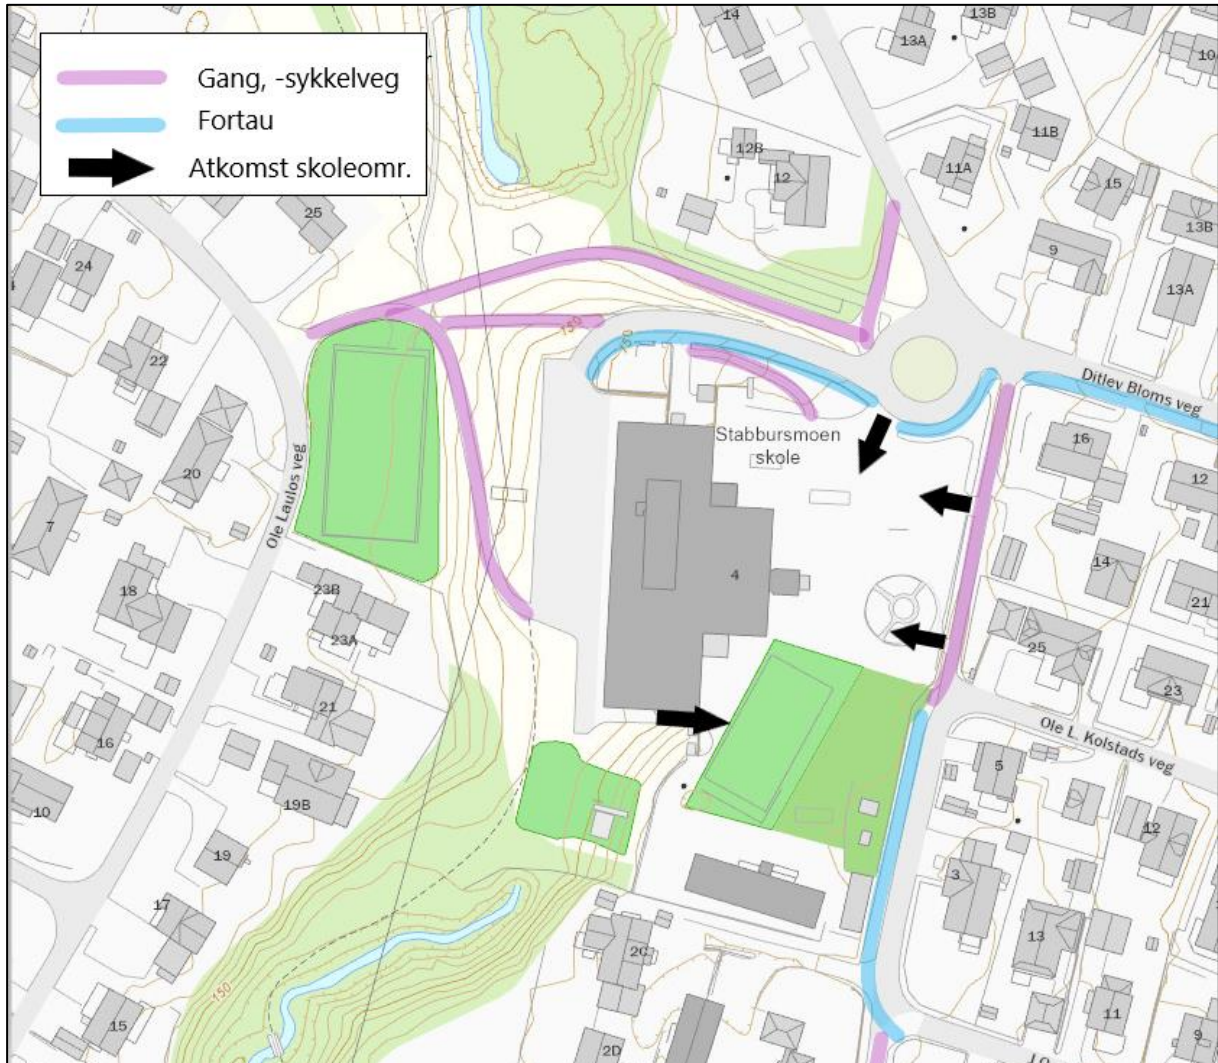 Gang, -sykkelveg
Fortau
Atkomst skoleomr.
14
13B
13A
10
11B
12B
12
11A
15
13B
25
9
24
13A
150
150
22
Ditlev Bloms veg
Stabbursmoen
skole
16
12
20
Ole Laulos veg
7
4
14
18
23B
21
23A
25
23
21
16
Ole L. Kolstads veg
5
10
19B
12
19
3
17
2C
13
150
15
11
2D
9